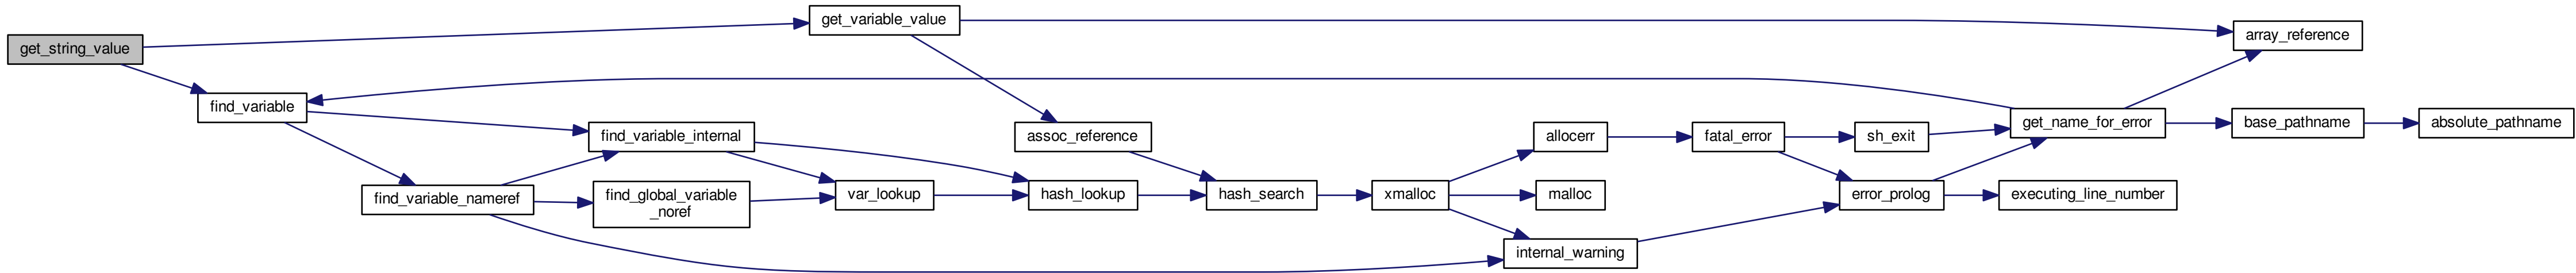 get_string_value
get_variable_value
array_reference
find_variable
find_variable_internal
assoc_reference
allocerr
fatal_error
sh_exit
get_name_for_error
base_pathname
absolute_pathname
find_variable_nameref
find_global_variable
_noref
var_lookup
hash_lookup
hash_search
xmalloc
malloc
error_prolog
executing_line_number
internal_warning